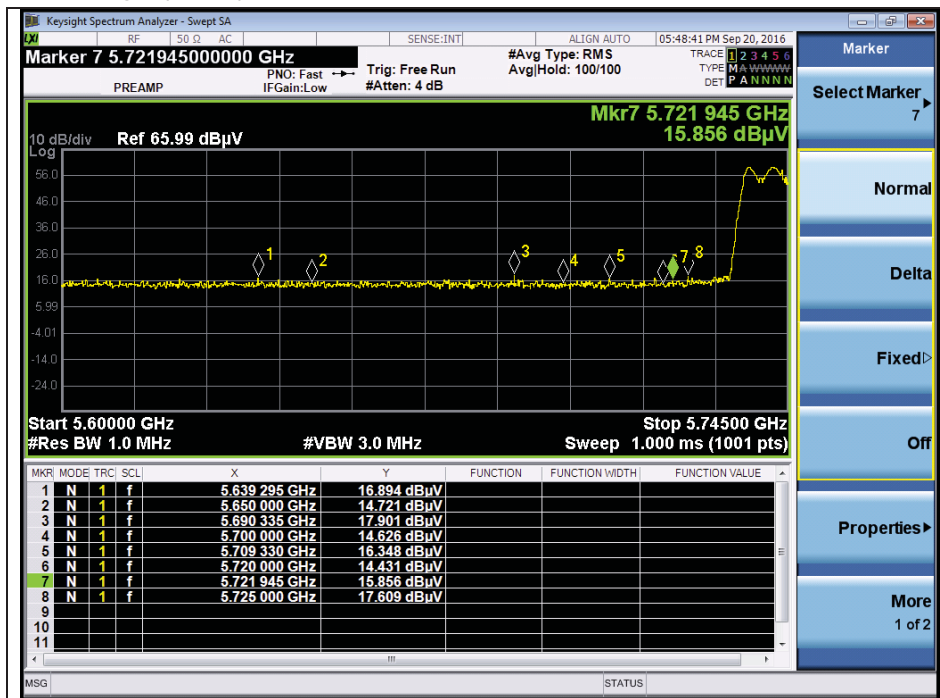 Keysight Spectrum Analyzer - Swept SA
LXI RF 50 Ω AC SENSE:INT ALIGN AUTO 05:48:41 PM Sep 20, 2016
Marker 7 5.721945000000 GHz
PREAMP
PNO: Fast
IFGain:Low
Trig: Free Run
#Atten: 4 dB
#Avg Type: RMS
Avg|Hold: 100/100
TRACE 1 2 3 4 5 6
TYPE M A W W W W
DET P A N N N N
Mkr7 5.721 945 GHz
15.856 dBµV
10 dB/div Ref 65.99 dBµV
Log
56.0
46.0
36.0
26.0
16.0
5.99
-4.01
-14.0
-24.0
1 2 3 4 5 7 8
Start 5.60000 GHz Stop 5.74500 GHz
#Res BW 1.0 MHz #VBW 3.0 MHz Sweep 1.000 ms (1001 pts)
MKR MODE TRC SCL X Y FUNCTION FUNCTION WIDTH FUNCTION VALUE
1 N 1 f 5.639 295 GHz 16.894 dBµV
2 N 1 f 5.650 000 GHz 14.721 dBµV
3 N 1 f 5.690 335 GHz 17.901 dBµV
4 N 1 f 5.700 000 GHz 14.626 dBµV
5 N 1 f 5.709 330 GHz 16.348 dBµV
6 N 1 f 5.720 000 GHz 14.431 dBµV
7 N 1 f 5.721 945 GHz 15.856 dBµV
8 N 1 f 5.725 000 GHz 17.609 dBµV
9
10
11
MSG STATUS
Marker
Select Marker
7
Normal
Delta
Fixed
Off
Properties
More
1 of 2